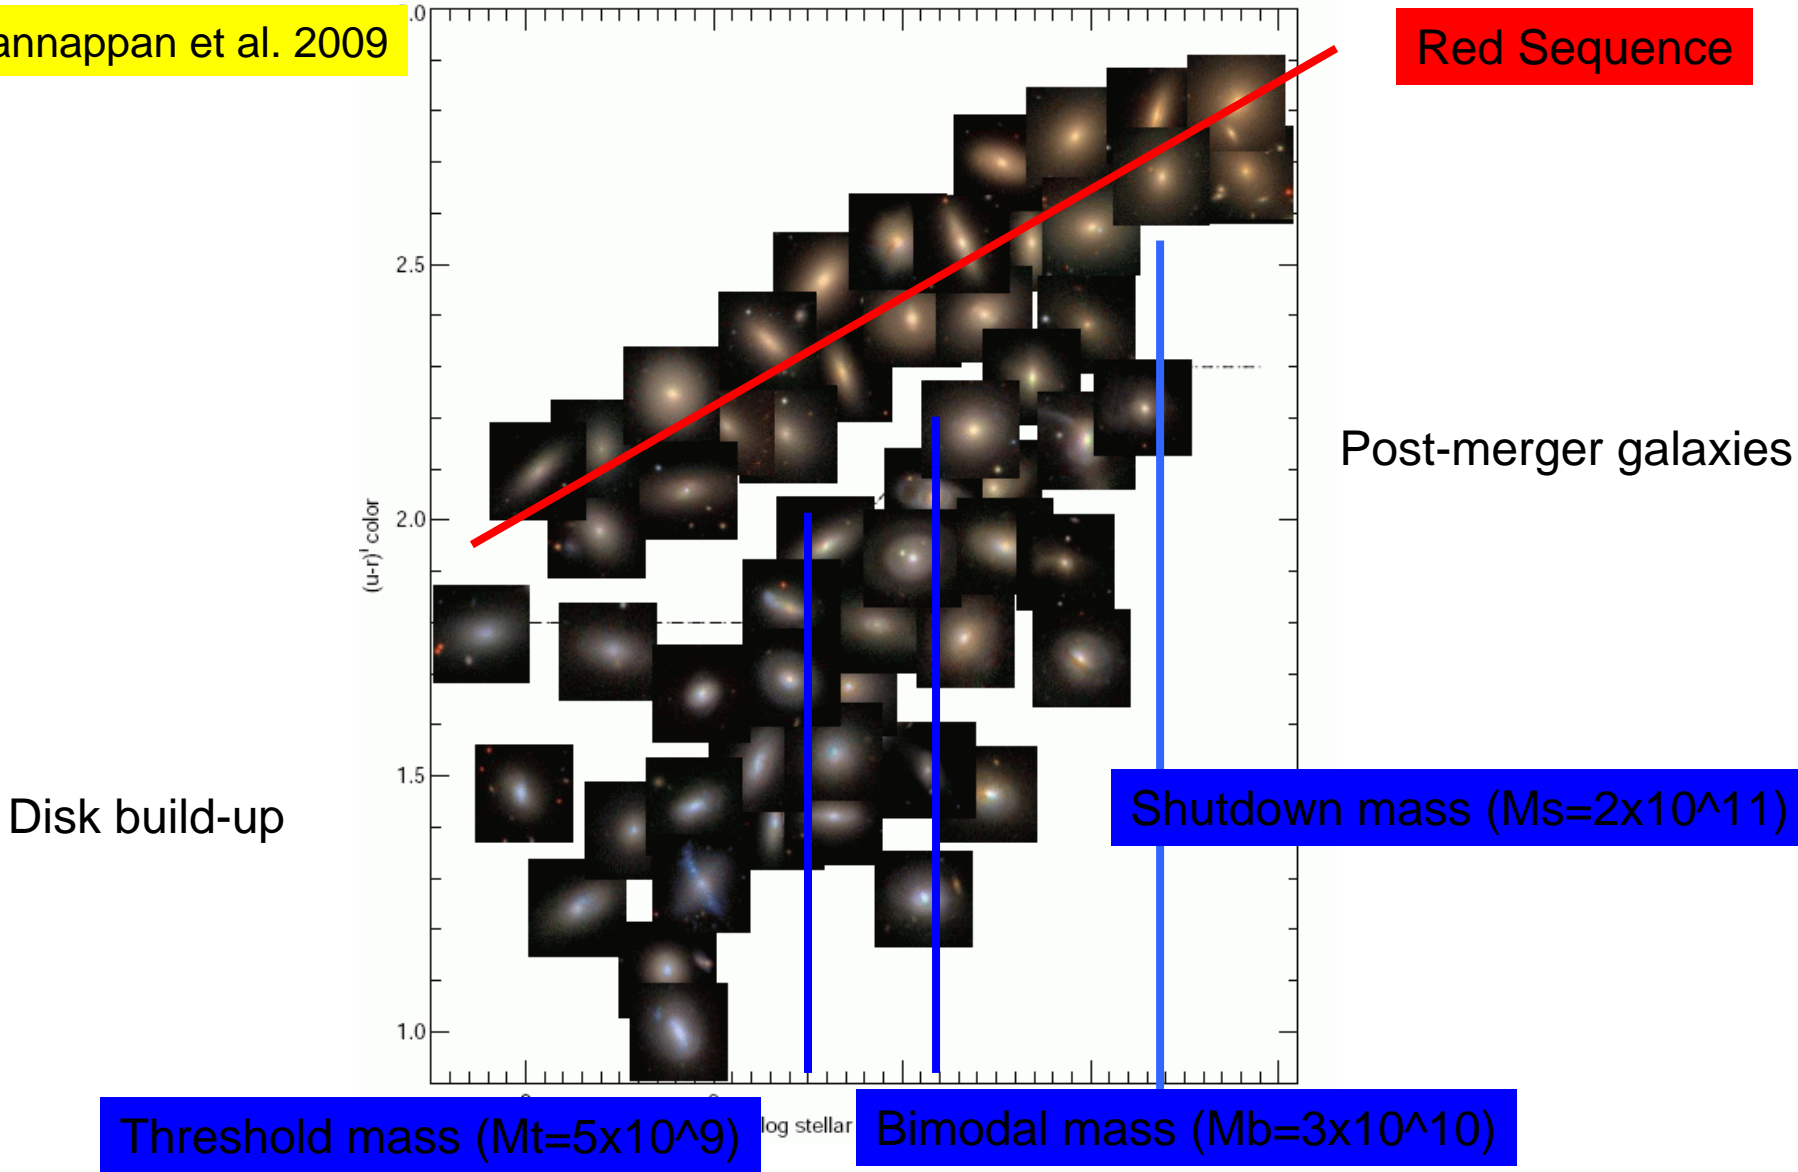 annappan et al. 2009
.0
Red Sequence
2.5
Post-merger galaxies
2.0
(u-r)' color
1.5
Disk build-up
Shutdown mass (Ms=2x10^11)
1.0
Threshold mass (Mt=5x10^9)
log stellar
Bimodal mass (Mb=3x10^10)